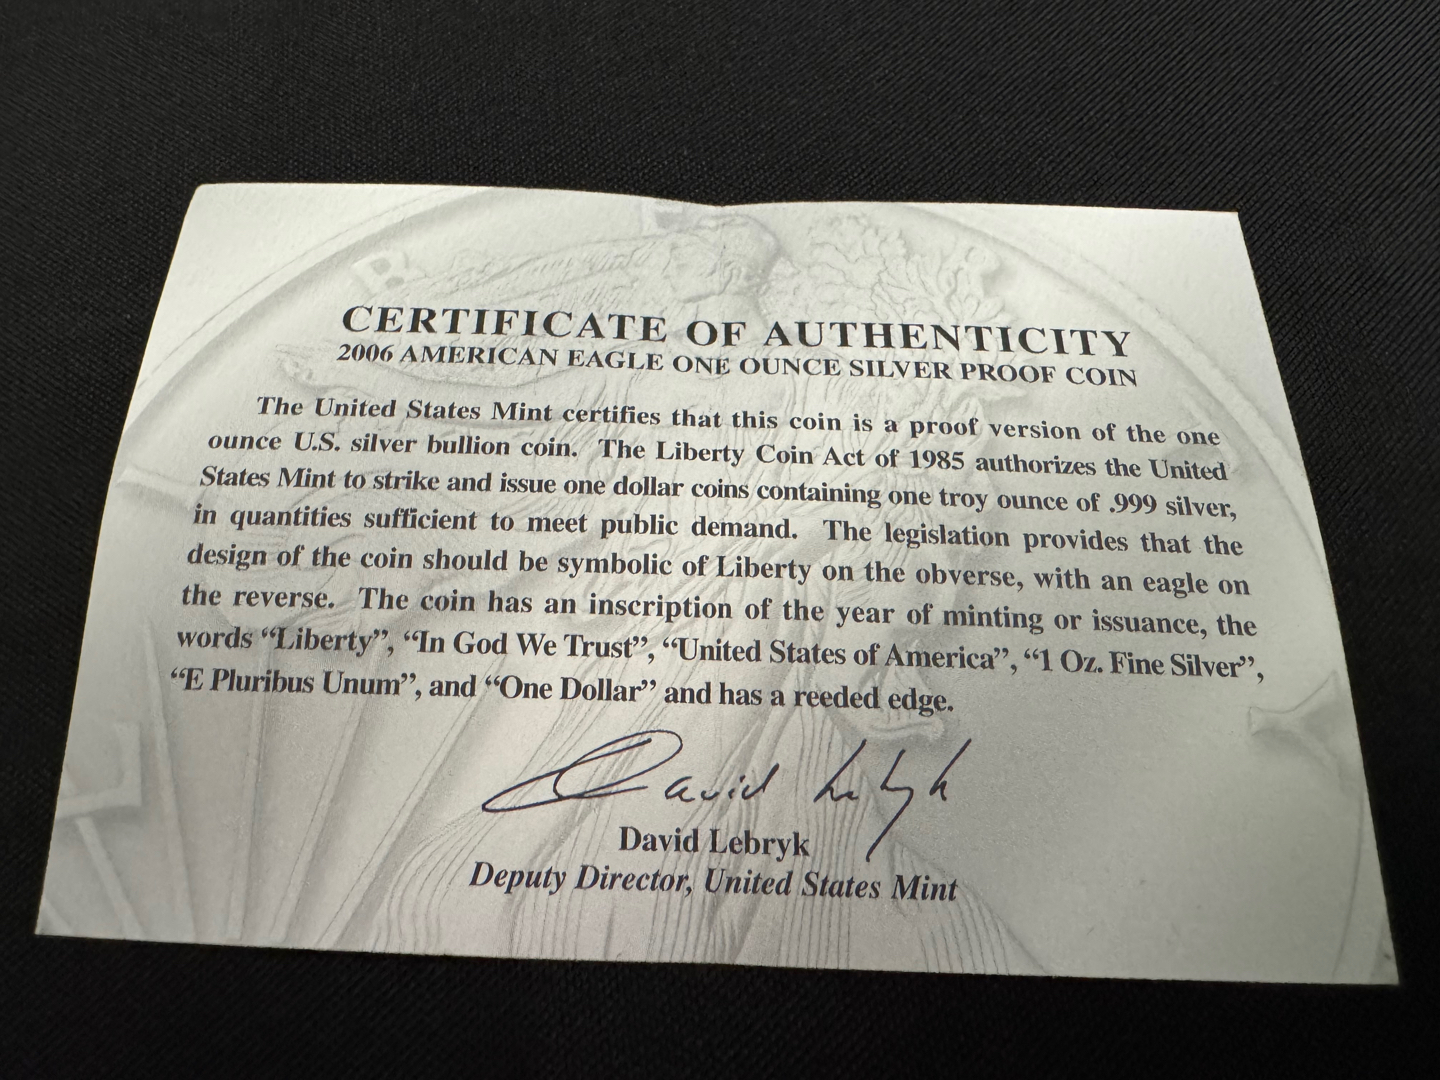 CERTIFICATE OF AUTHENTICITY
2006 AMERICAN EAGLE ONE OUNCE SILVER PROOF COIN
The United States Mint certifies that this coin is a proof version of the one
ounce U.S. silver bullion coin. The Liberty Coin Act of 1985 authorizes the United
States Mint to strike and issue one dollar coins containing one troy ounce of .999 silver,
in quantities sufficient to meet public demand. The legislation provides that the
design of the coin should be symbolic of Liberty on the obverse, with an eagle on
the reverse. The coin has an inscription of the year of minting or issuance, the
words “Liberty”, “In God We Trust”, “United States of America”, “1 Oz. Fine Silver”,
“E Pluribus Unum”, and “One Dollar” and has a reeded edge.
David Lebryk
David Lebryk
Deputy Director, United States Mint